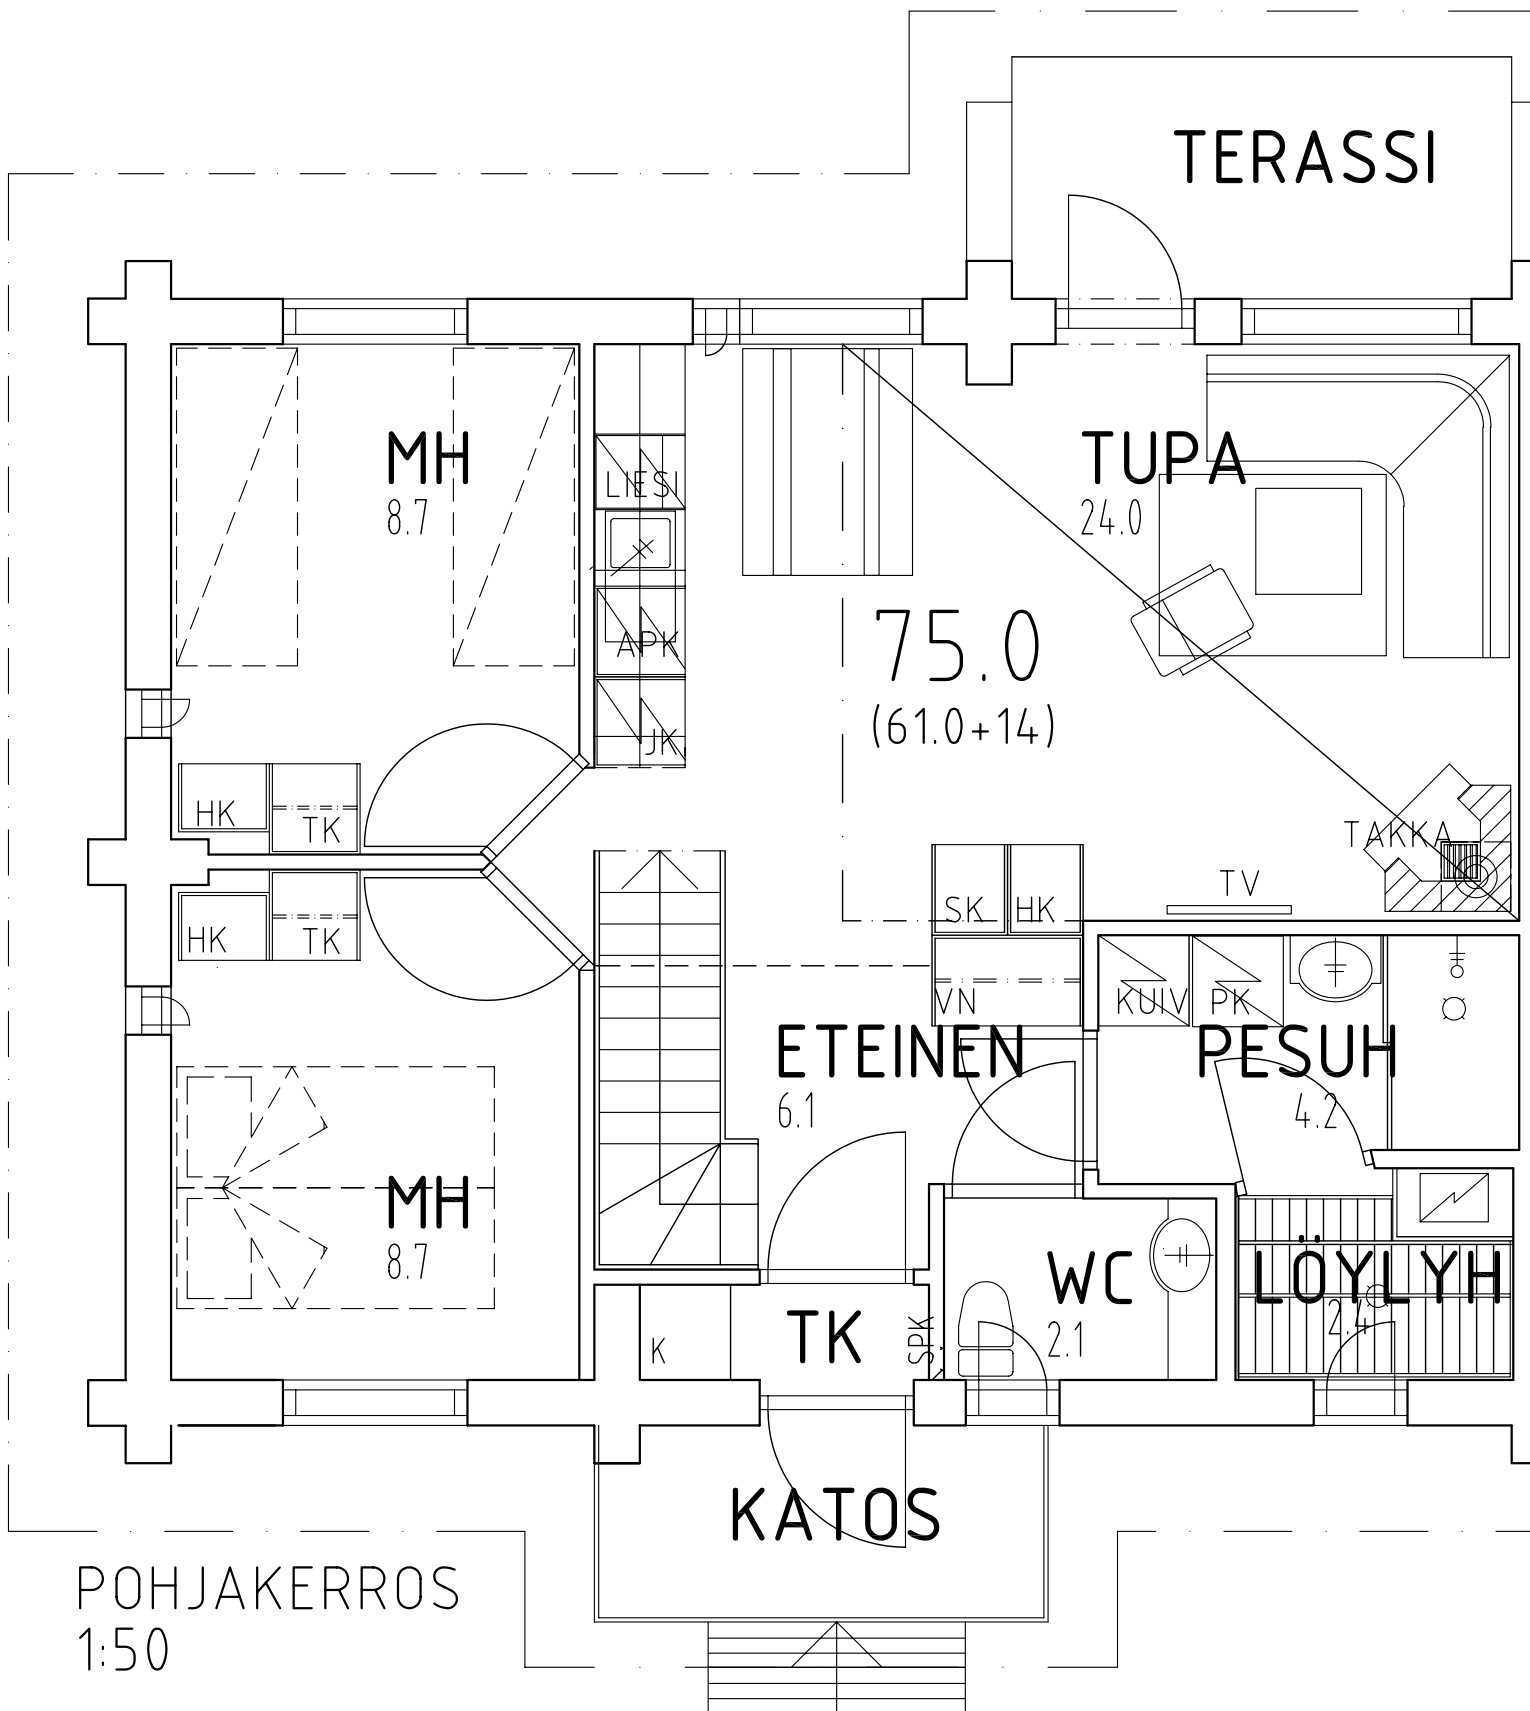 TERASSI
MH
8.7
LIESI
TUPA
24.0
75.0
(61.0+14)
APK
JK
HK
TK
TAKKA
TV
SK
HK
HK
TK
VN
KUIV
PK
ETEINEN
6.1
PESUH
4.2
MH
8.7
WC
2.1
LÖYLYH
2.4
TK
K
SPK
KATOS
POHJAKERROS
1:50